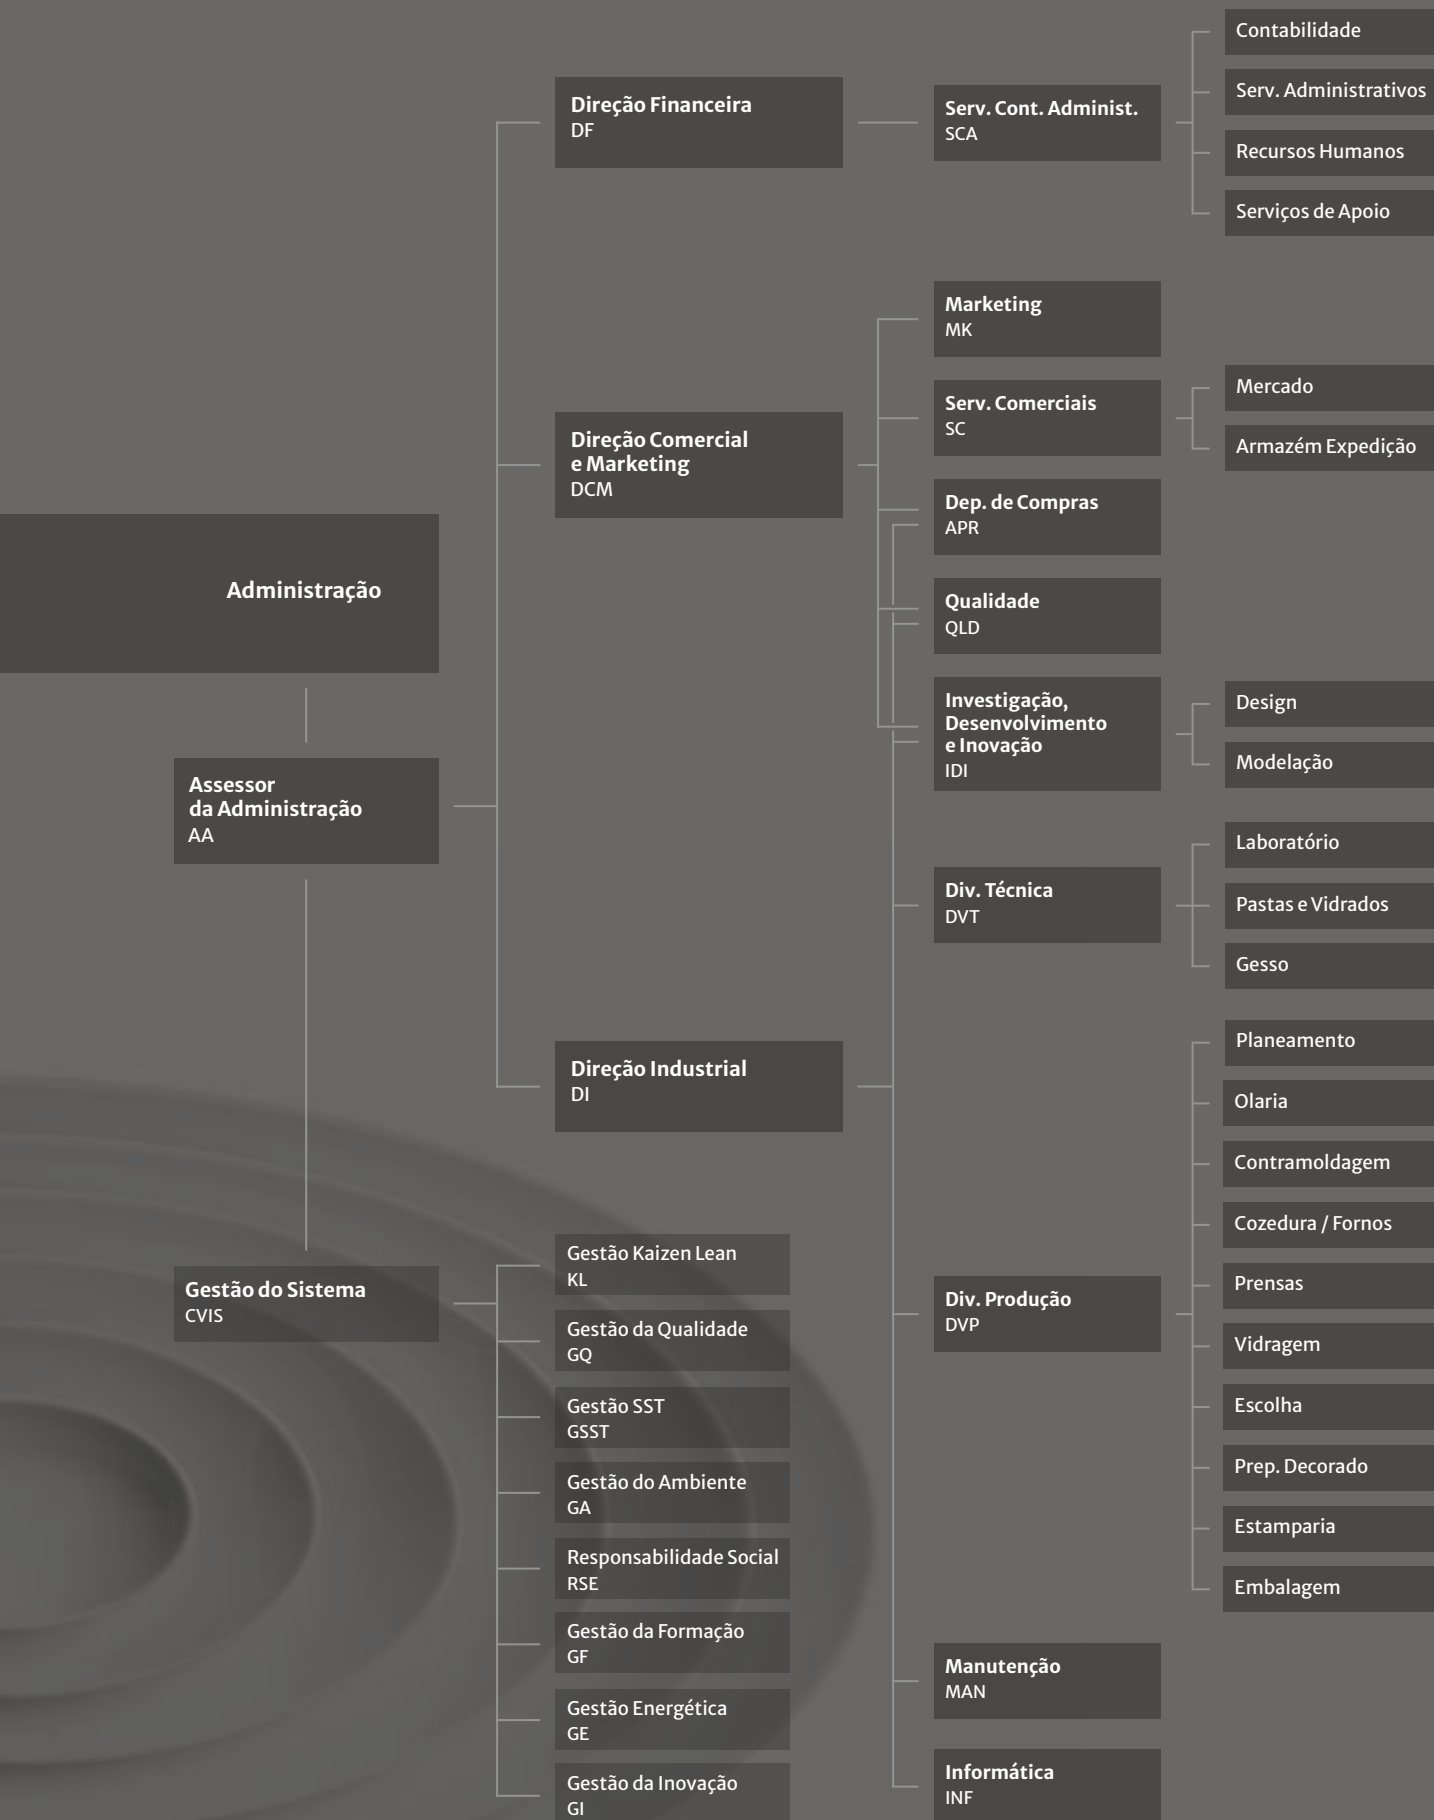 Administração
Assessor
da Administração
AA
Gestão do Sistema
CVIS
Direção Financeira
DF
Direção Comercial
e Marketing
DCM
Direção Industrial
DI
Gestão Kaizen Lean
KL
Gestão da Qualidade
GQ
Gestão SST
GSST
Gestão do Ambiente
GA
Responsabilidade Social
RSE
Gestão da Formação
GF
Gestão Energética
GE
Gestão da Inovação
GI
Serv. Cont. Administ.
SCA
Marketing
MK
Serv. Comerciais
SC
Dep. de Compras
APR
Qualidade
QLD
Investigação,
Desenvolvimento
e Inovação
IDI
Div. Técnica
DVT
Div. Produção
DVP
Manutenção
MAN
Informática
INF
Contabilidade
Serv. Administrativos
Recursos Humanos
Serviços de Apoio
Mercado
Armazém Expedição
Design
Modelação
Laboratório
Pastas e Vidrados
Gesso
Planeamento
Olaria
Contramoldagem
Cozedura / Fornos
Prensas
Vidragem
Escolha
Prep. Decorado
Estamparia
Embalagem